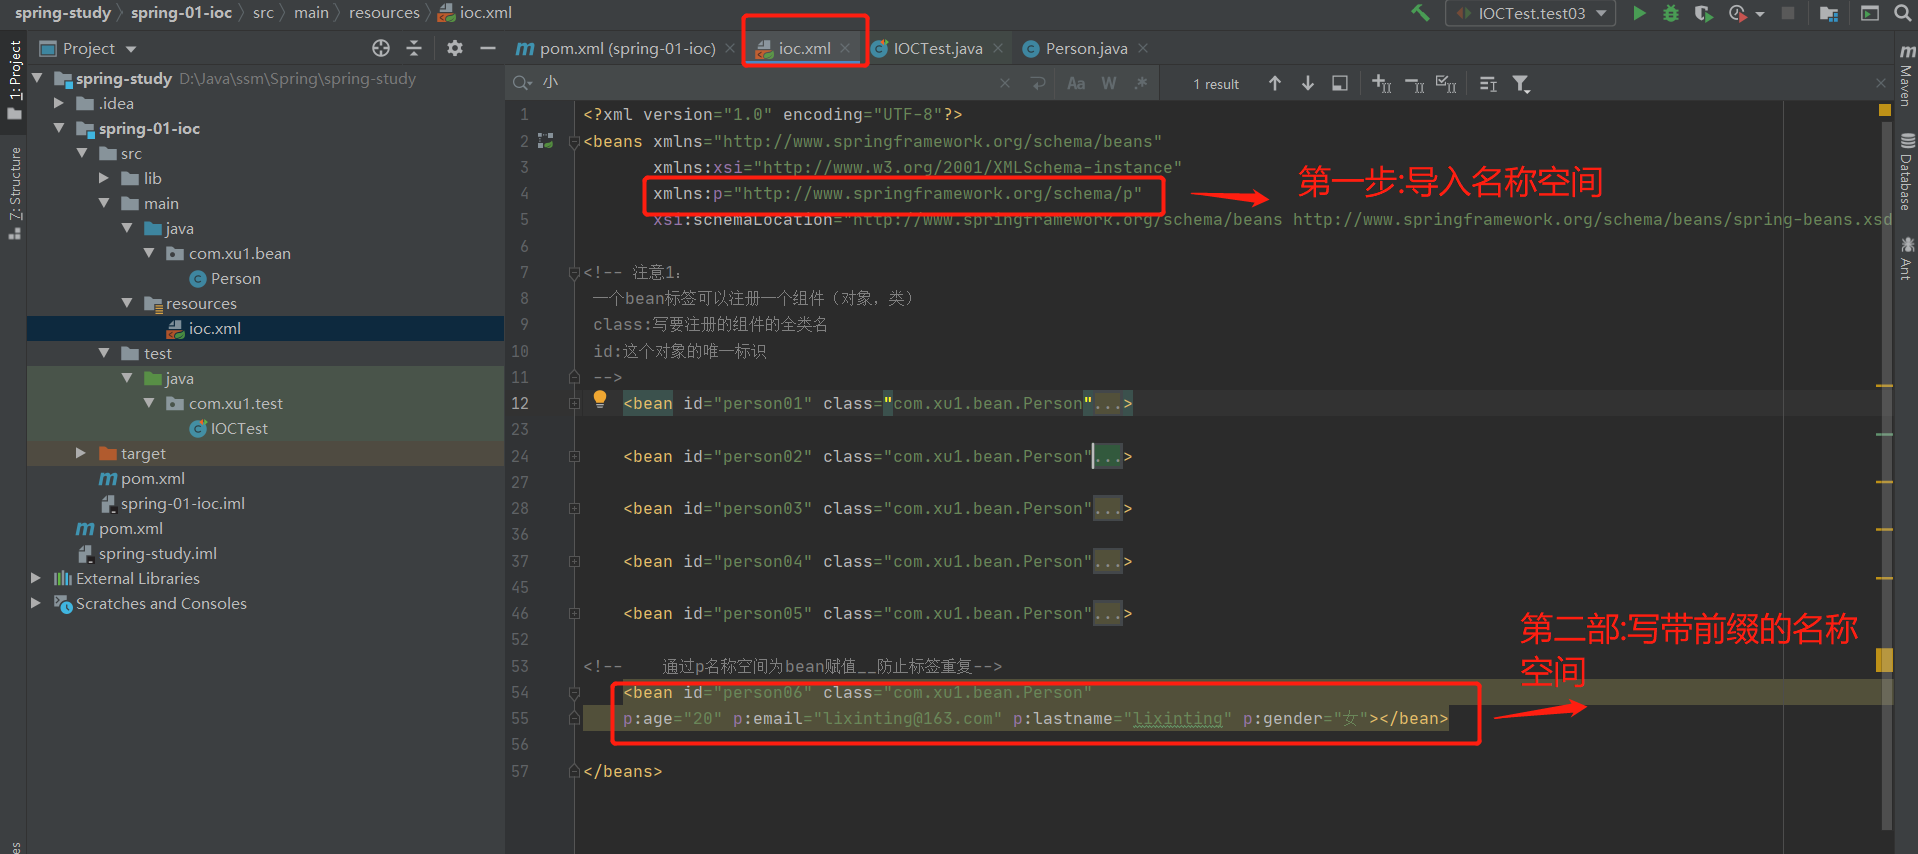 spring-study 〉 spring-01-ioc 〉 src 〉 main 〉 resources 〉 ioc.xml
IOCTest.test03
Project
pom.xml (spring-01-ioc)
ioc.xml
IOCTest.java
Person.java
1: Project
7: Structure
Maven
Database
Ant
小
Aa W .*
1 result
spring-study D:\Java\ssm\Spring\spring-study
.idea
spring-01-ioc
src
lib
main
java
com.xu1.bean
Person
resources
ioc.xml
test
java
com.xu1.test
IOCTest
target
pom.xml
spring-01-ioc.iml
pom.xml
spring-study.iml
External Libraries
Scratches and Consoles
1 <?xml version="1.0" encoding="UTF-8"?>
2 <beans xmlns="http://www.springframework.org/schema/beans"
3 xmlns:xsi="http://www.w3.org/2001/XMLSchema-instance"
4 xmlns:p="http://www.springframework.org/schema/p"
第一步:导入名称空间
5 xsi:schemaLocation="http://www.springframework.org/schema/beans http://www.springframework.org/schema/beans/spring-beans.xsd
6
7 <!-- 注意1:
8 一个bean标签可以注册一个组件（对象，类）
9 class:写要注册的组件的全类名
10 id:这个对象的唯一标识
11 -->
12 <bean id="person01" class="com.xu1.bean.Person"...>
23
24 <bean id="person02" class="com.xu1.bean.Person"...>
27
28 <bean id="person03" class="com.xu1.bean.Person"...>
36
37 <bean id="person04" class="com.xu1.bean.Person"...>
45
46 <bean id="person05" class="com.xu1.bean.Person"...>
52
第二部:写带前缀的名称
空间
53 <!-- 通过p名称空间为bean赋值__防止标签重复-->
54 <bean id="person06" class="com.xu1.bean.Person"
55 p:age="20" p:email="lixinting@163.com" p:lastname="lixinting" p:gender="女"></bean>
56
57 </beans>